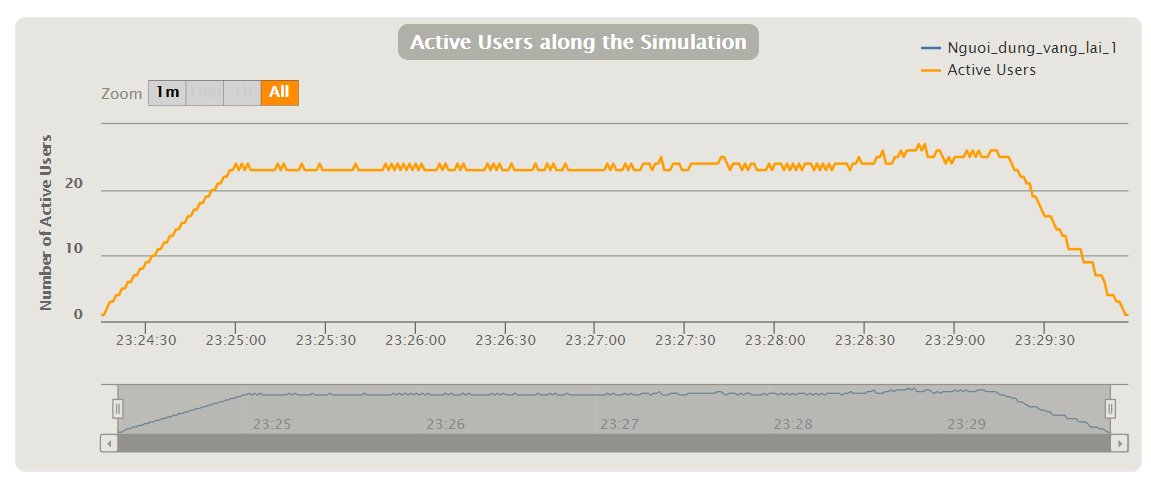 Active Users along the Simulation
Nguoi_dung_vang_lai_1
Active Users
Zoom 1m 10m 1h All
Number of Active Users
20
10
0
23:24:30 23:25:00 23:25:30 23:26:00 23:26:30 23:27:00 23:27:30 23:28:00 23:28:30 23:29:00 23:29:30
23:25 23:26 23:27 23:28 23:29